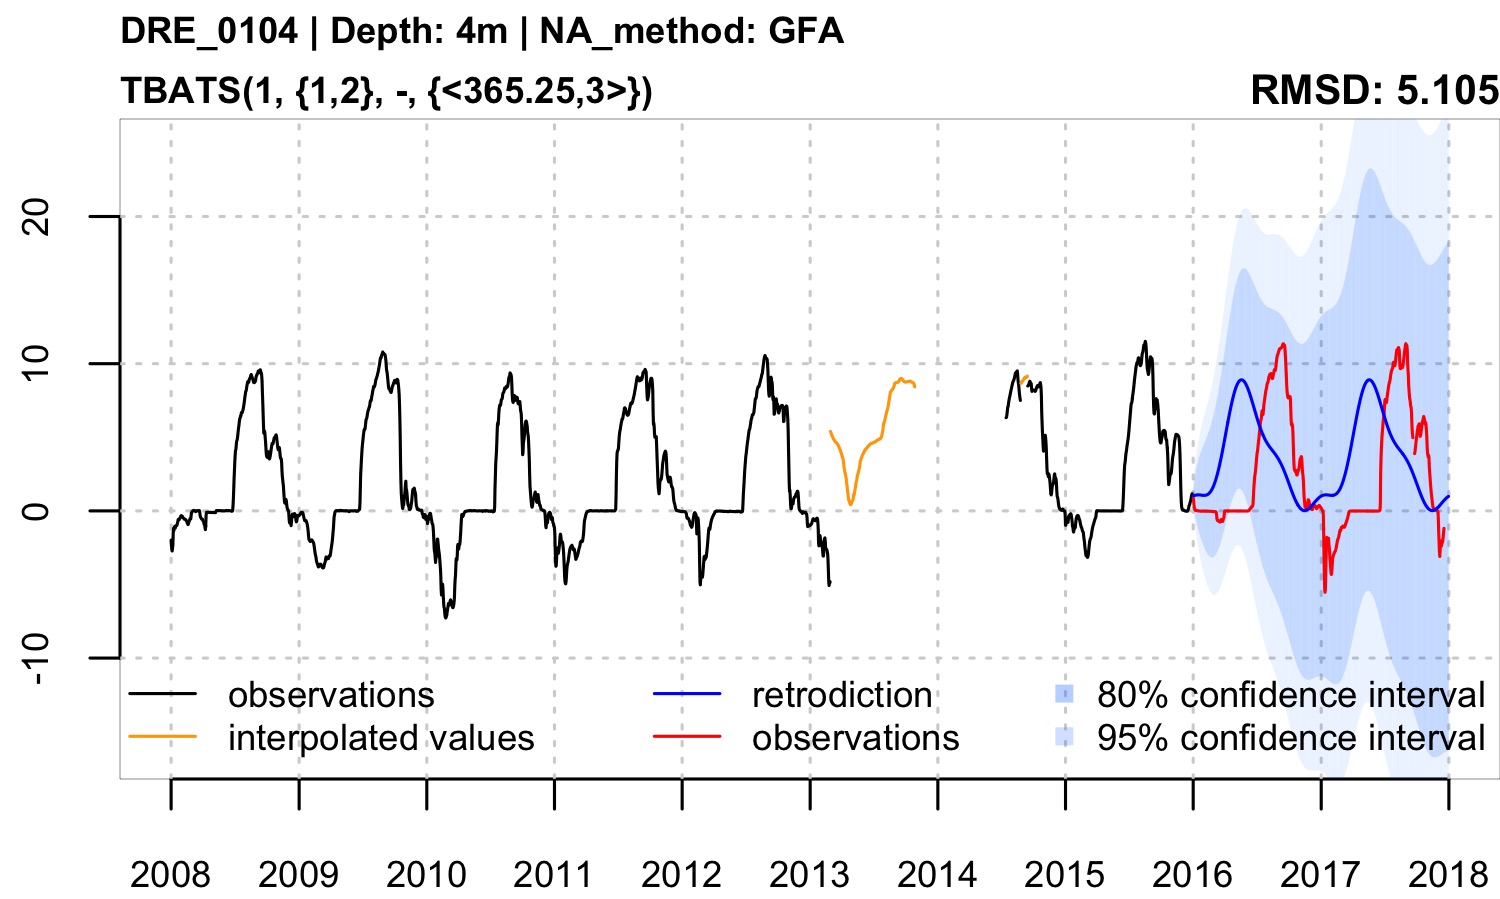 DRE_0104 | Depth: 4m | NA_method: GFA
TBATS(1, {1,2}, -, {<365.25,3>})
RMSD: 5.105
20
10
0
-10
observations
interpolated values
retrodiction
observations
80% confidence interval
95% confidence interval
2008 2009 2010 2011 2012 2013 2014 2015 2016 2017 2018